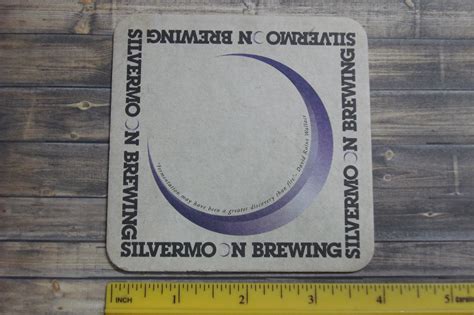 SILVERMOON BREWING
SILVERMOON BREWING
SILVERMOON BREWING
"fermentation may have been a greater discovery than fire." David Rains Wallace
SILVERMOON BREWING
INCH 1 2 3 4 5